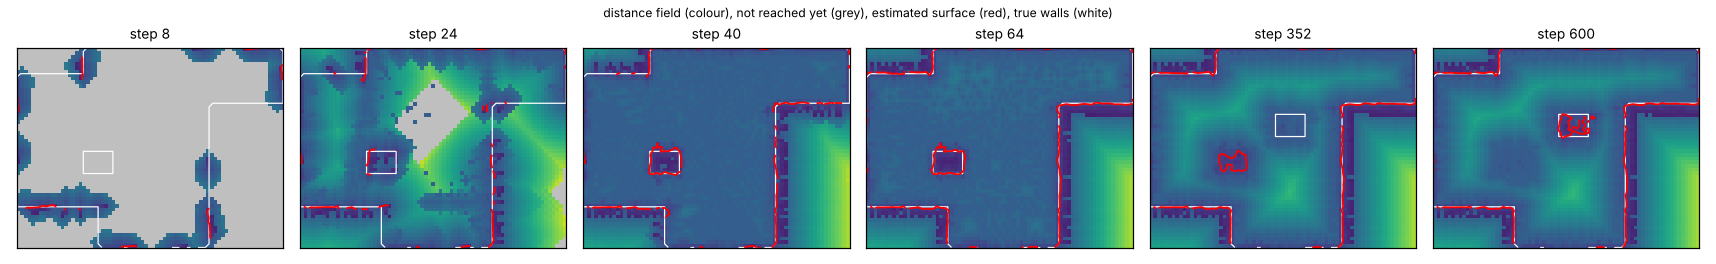 distance field (colour), not reached yet (grey), estimated surface (red), true walls (white)
step 8
step 24
step 40
step 64
step 352
step 600